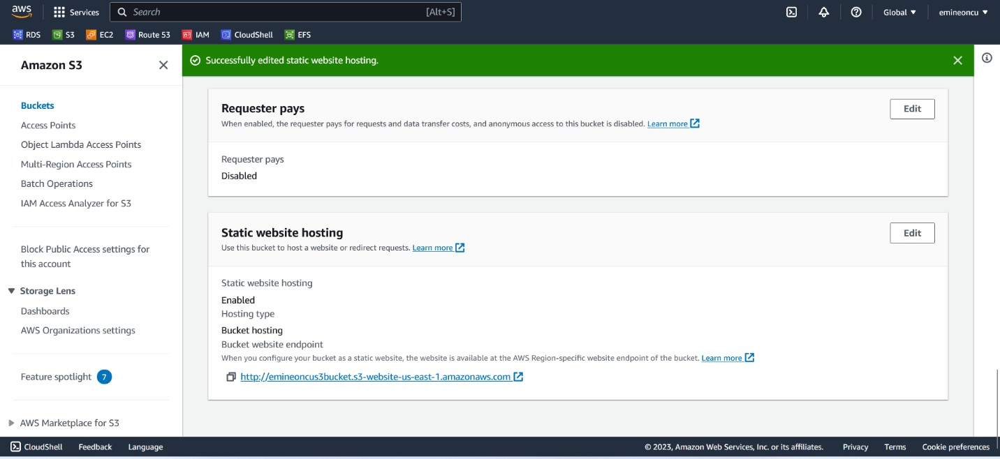 aws
Services
Search
[Alt+S]
Global
emineoncu
RDS
S3
EC2
Route 53
IAM
CloudShell
EFS
Amazon S3
Buckets
Access Points
Object Lambda Access Points
Multi-Region Access Points
Batch Operations
IAM Access Analyzer for S3
Block Public Access settings for
this account
Storage Lens
Dashboards
AWS Organizations settings
Feature spotlight 7
AWS Marketplace for S3
Successfully edited static website hosting.
Requester pays
Edit
When enabled, the requester pays for requests and data transfer costs, and anonymous access to this bucket is disabled. Learn more
Requester pays
Disabled
Static website hosting
Edit
Use this bucket to host a website or redirect requests. Learn more
Static website hosting
Enabled
Hosting type
Bucket hosting
Bucket website endpoint
When you configure your bucket as a static website, the website is available at the AWS Region-specific website endpoint of the bucket. Learn more
http://emineoncus3bucket.s3-website-us-east-1.amazonaws.com
CloudShell
Feedback
Language
© 2023, Amazon Web Services, Inc. or its affiliates.
Privacy
Terms
Cookie preferences